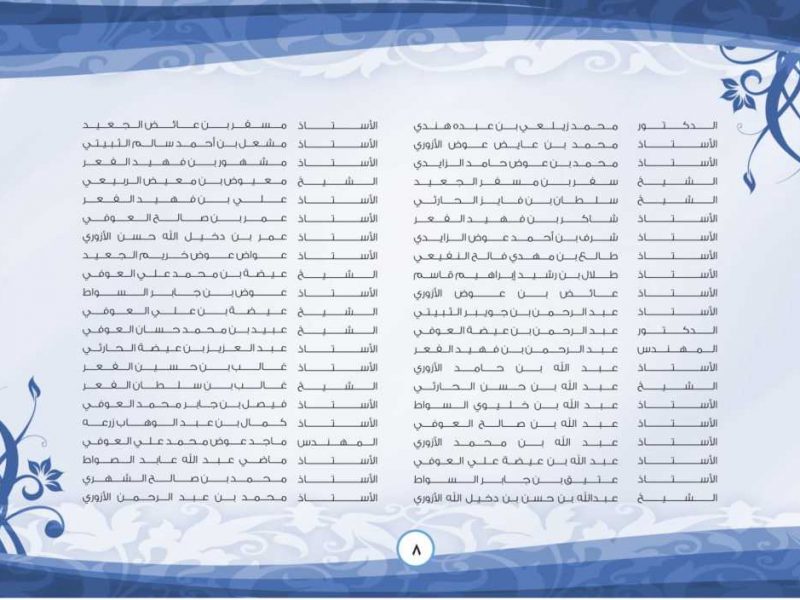 الدكتور محمد زيلعي بن عبده هندي
الأستاذ محمد بن عايض عوض الأزوري
الأستاذ محمد بن عوض حامد الزايدي
الشيخ سفر بن مسفر الجعيد
الأستاذ سلطان بن فايز الحارثي
الأستاذ شاكر بن فهيد الفعر
الأستاذ شرف بن أحمد عوض الزايدي
الأستاذ طالع بن مهدي فالح النفيعي
الأستاذ طلال بن رشيد إبراهيم قاسم
الأستاذ عائض بن عوض الأزوري
الأستاذ عبد الرحمن بن جويبر الثبيتي
الدكتور عبد الرحمن بن عيضة العوفي
المهندس عبد الرحمن بن فهيد الفعر
الأستاذ عبد الله بن حامد الأزوري
الشيخ عبد الله بن حسن الحارثي
الأستاذ عبد الله بن خليوي السواط
الأستاذ عبد الله بن صالح العوفي
الأستاذ عبد الله بن محمد الأزوري
الأستاذ عبد الله بن عيضة علي العوفي
الأستاذ عتيق بن جابر السواط
الشيخ عبدالله بن حسن بن دخيل الله الأزوري
الأستاذ مسفر بن عائض الجعيد
الأستاذ مشعل بن أحمد سالم الثبيتي
الأستاذ مشهور بن فهيد الفعر
الشيخ معيوض بن معيض الربيعي
الأستاذ علي بن فهيد الفعر
الأستاذ عمر بن صالح العوفي
الأستاذ عمر بن دخيل الله حسن الأزوري
الأستاذ عواض عوض خريم الجعيد
الشيخ عيضة بن محمد علي العوفي
الأستاذ عوض بن جابر السواط
الشيخ عيضة بن علي العوفي
الشيخ عبيد بن محمد حسان العوفي
الأستاذ عبد العزيز بن عيضة الحارثي
الأستاذ غالب بن حسين الفعر
الشيخ غالب بن سلطان الفعر
الأستاذ فيصل بن جابر محمد العوفي
الأستاذ كمال بن عبد الوهاب زرعه
المهندس ماجد عوض محمد علي العوفي
الأستاذ ماضي عبد الله عابد الصواط
الأستاذ محمد بن صالح الشهري
الأستاذ محمد بن عبد الرحمن الأزوري
٨